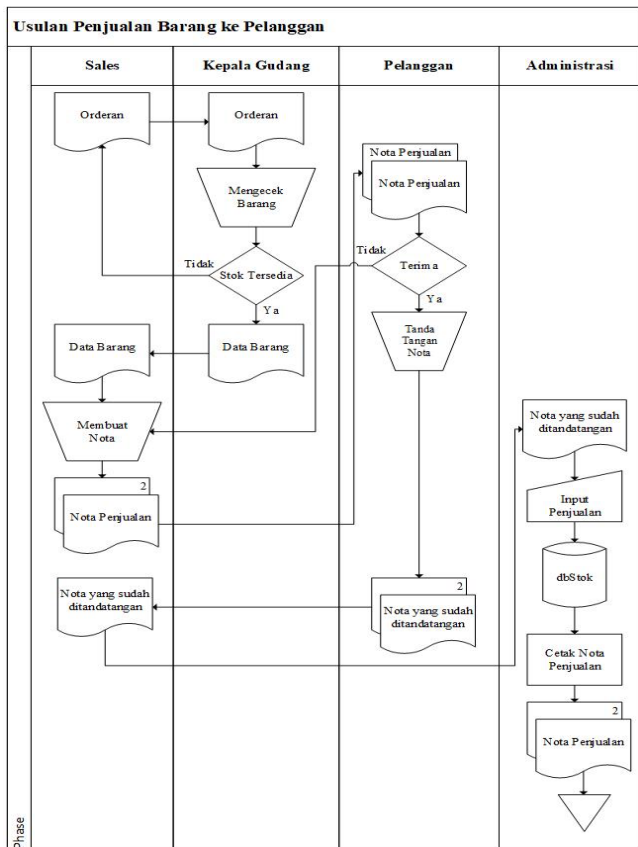 Usulan Penjualan Barang ke Pelanggan
Sales
Kepala Gudang
Pelanggan
Administrasi
Orderan
Orderan
Mengecek
Barang
Tidak
Stok Tersedia
Ya
Data Barang
Data Barang
Membuat
Nota
2
Nota Penjualan
Nota yang sudah
ditandatangan
Nota Penjualan
Nota Penjualan
Tidak
Terima
Ya
Tanda
Tangan
Nota
2
Nota yang sudah
ditandatangan
Nota yang sudah
ditandatangan
Input
Penjualan
dbStok
Cetak Nota
Penjualan
2
Nota Penjualan
Phase